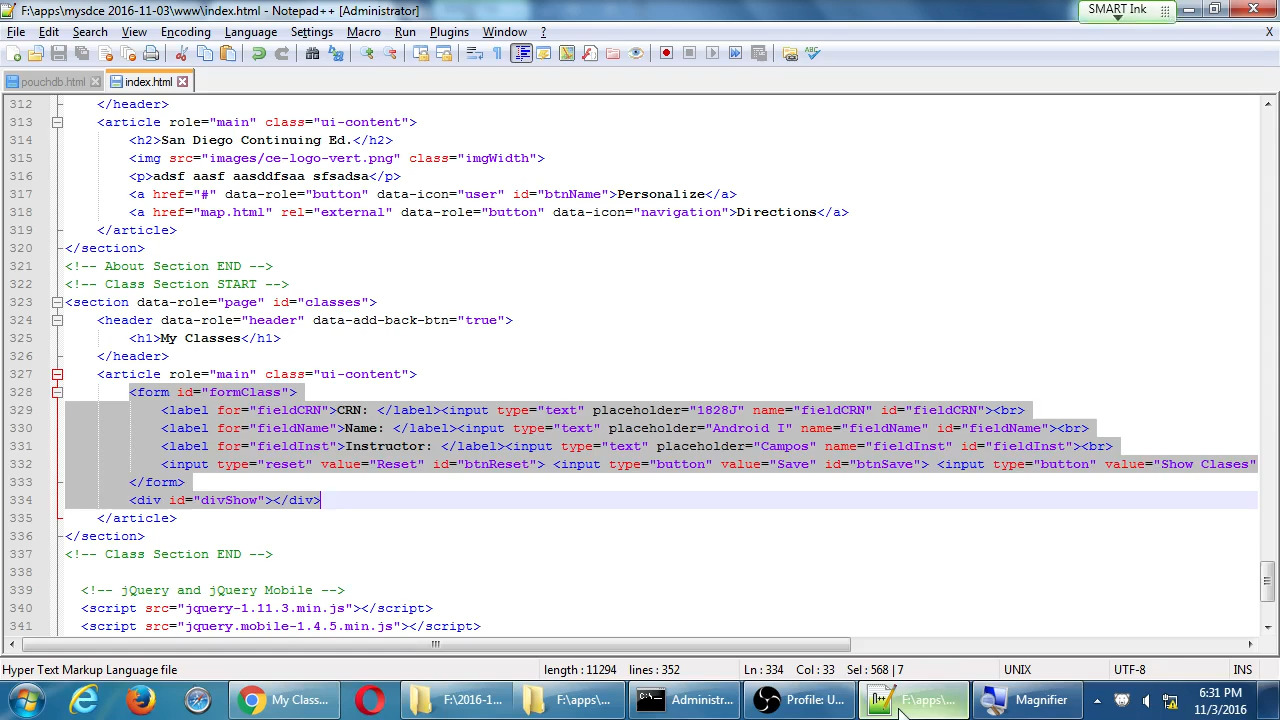 F:\apps\mysdce 2016-11-03\www\index.html - Notepad++ [Administrator]
SMART Ink
File Edit Search View Encoding Language Settings Macro Run Plugins Window ? X
pouchdb.html index.html
312 </header>
313 <article role="main" class="ui-content">
314 <h2>San Diego Continuing Ed.</h2>
315 <img src="images/ce-logo-vert.png" class="imgWidth">
316 <p>adsf aasf aasddfsaa sfsadsa</p>
317 <a href="#" data-role="button" data-icon="user" id="btnName">Personalize</a>
318 <a href="map.html" rel="external" data-role="button" data-icon="navigation">Directions</a>
319 </article>
320 </section>
321 <!-- About Section END -->
322 <!-- Class Section START -->
323 <section data-role="page" id="classes">
324 <header data-role="header" data-add-back-btn="true">
325 <h1>My Classes</h1>
326 </header>
327 <article role="main" class="ui-content">
328 <form id="formClass">
329 <label for="fieldCRN">CRN: </label><input type="text" placeholder="1828J" name="fieldCRN" id="fieldCRN"><br>
330 <label for="fieldName">Name: </label><input type="text" placeholder="Android I" name="fieldName" id="fieldName"><br>
331 <label for="fieldInst">Instructor: </label><input type="text" placeholder="Campos" name="fieldInst" id="fieldInst"><br>
332 <input type="reset" value="Reset" id="btnReset"> <input type="button" value="Save" id="btnSave"> <input type="button" value="Show Clases"
333 </form>
334 <div id="divShow"></div>
335 </article>
336 </section>
337 <!-- Class Section END -->
338
339 <!-- jQuery and jQuery Mobile -->
340 <script src="jquery-1.11.3.min.js"></script>
341 <script src="jquery.mobile-1.4.5.min.js"></script>
Hyper Text Markup Language file length : 11294 lines : 352 Ln : 334 Col : 33 Sel : 568 | 7 UNIX UTF-8 INS
My Class... F:\2016-1... F:\apps\... Administr... Profile: U... F:\apps\... Magnifier 6:31 PM
11/3/2016